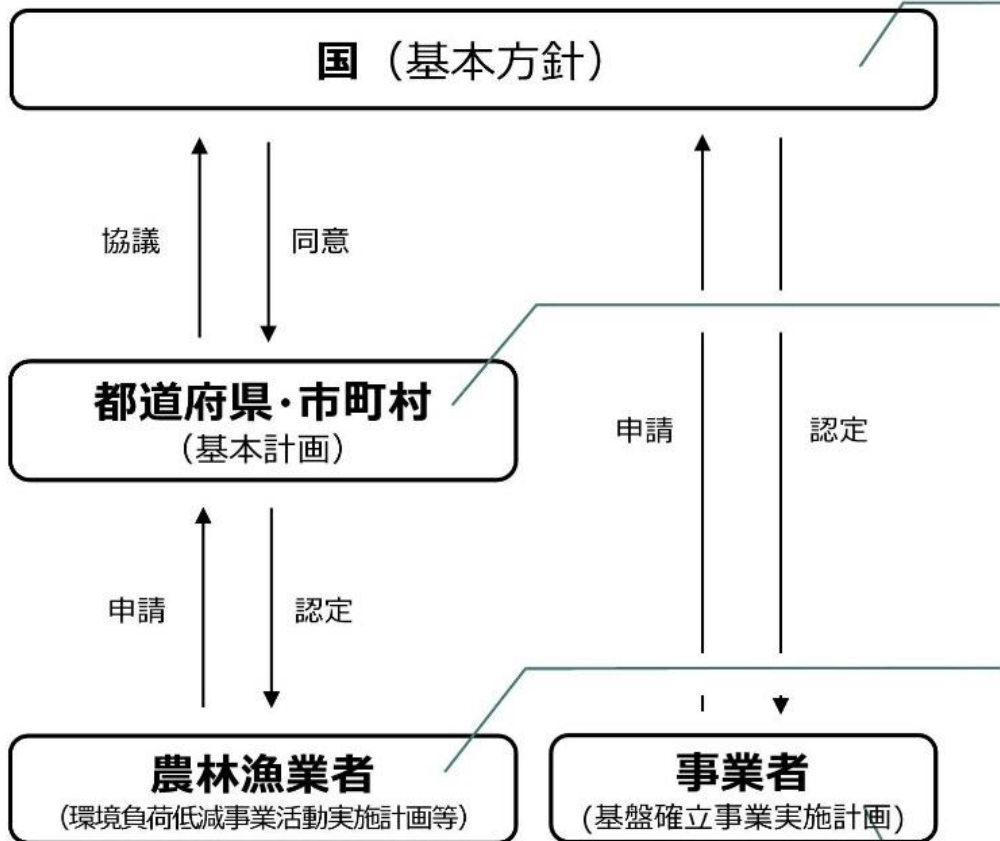 国（基本方針）
協議
同意
都道府県・市町村
（基本計画）
申請
認定
申請
認定
農林漁業者
（環境負荷低減事業活動実施計画等）
事業者
（基盤確立事業実施計画）